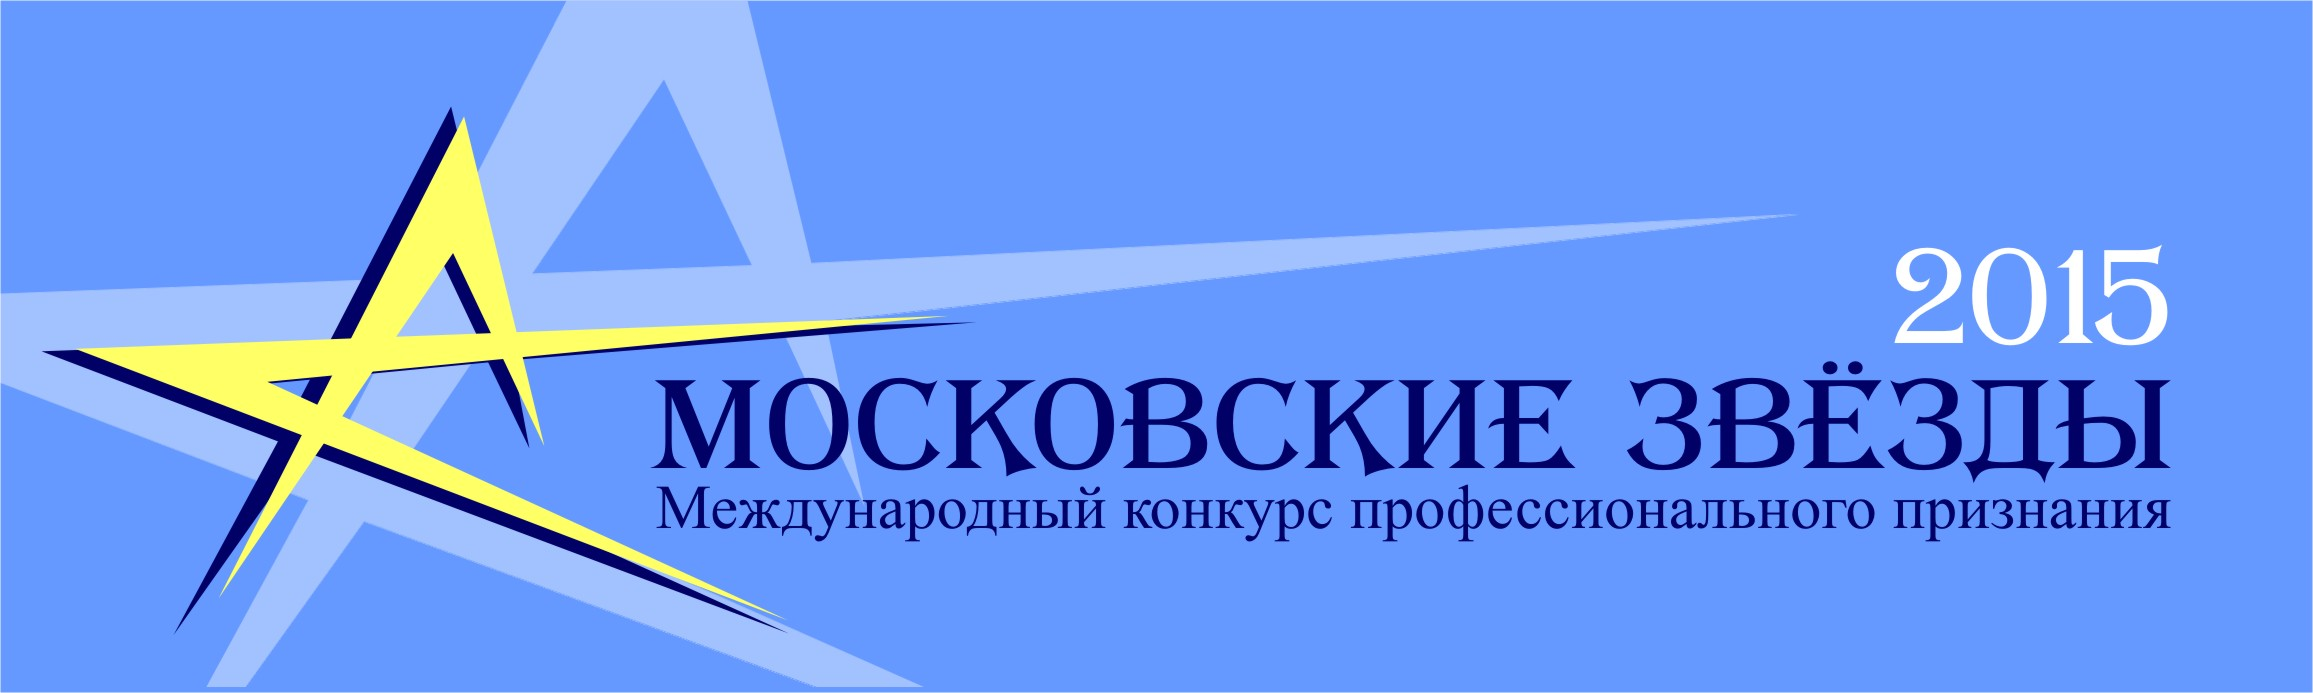 2015
МОСКОВСКИЕ ЗВЁЗДЫ
Международный конкурс профессионального признания